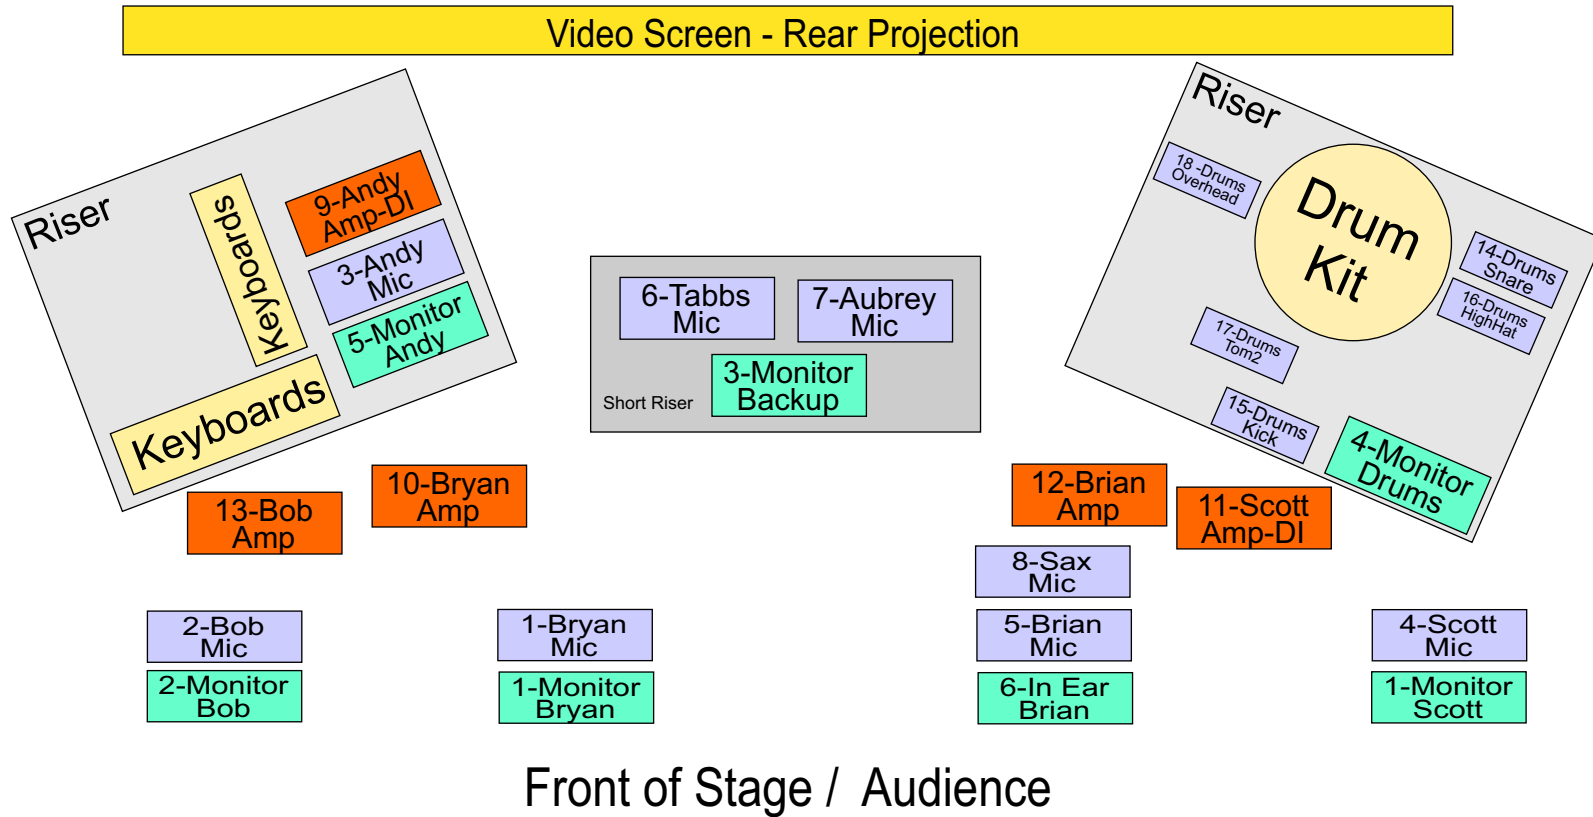 Video Screen - Rear Projection
Riser
Keyboards
9-Andy
Amp-DI
3-Andy
Mic
5-Monitor
Andy
Keyboards
6-Tabbs
Mic
7-Aubrey
Mic
3-Monitor
Backup
Short Riser
Riser
18 -Drums
Overhead
Drum
Kit
14-Drums
Snare
16-Drums
HighHat
17-Drums
Tom2
15-Drums
Kick
4-Monitor
Drums
13-Bob
Amp
10-Bryan
Amp
12-Brian
Amp
11-Scott
Amp-DI
8-Sax
Mic
2-Bob
Mic
1-Bryan
Mic
5-Brian
Mic
4-Scott
Mic
2-Monitor
Bob
1-Monitor
Bryan
6-In Ear
Brian
1-Monitor
Scott
Front of Stage / Audience